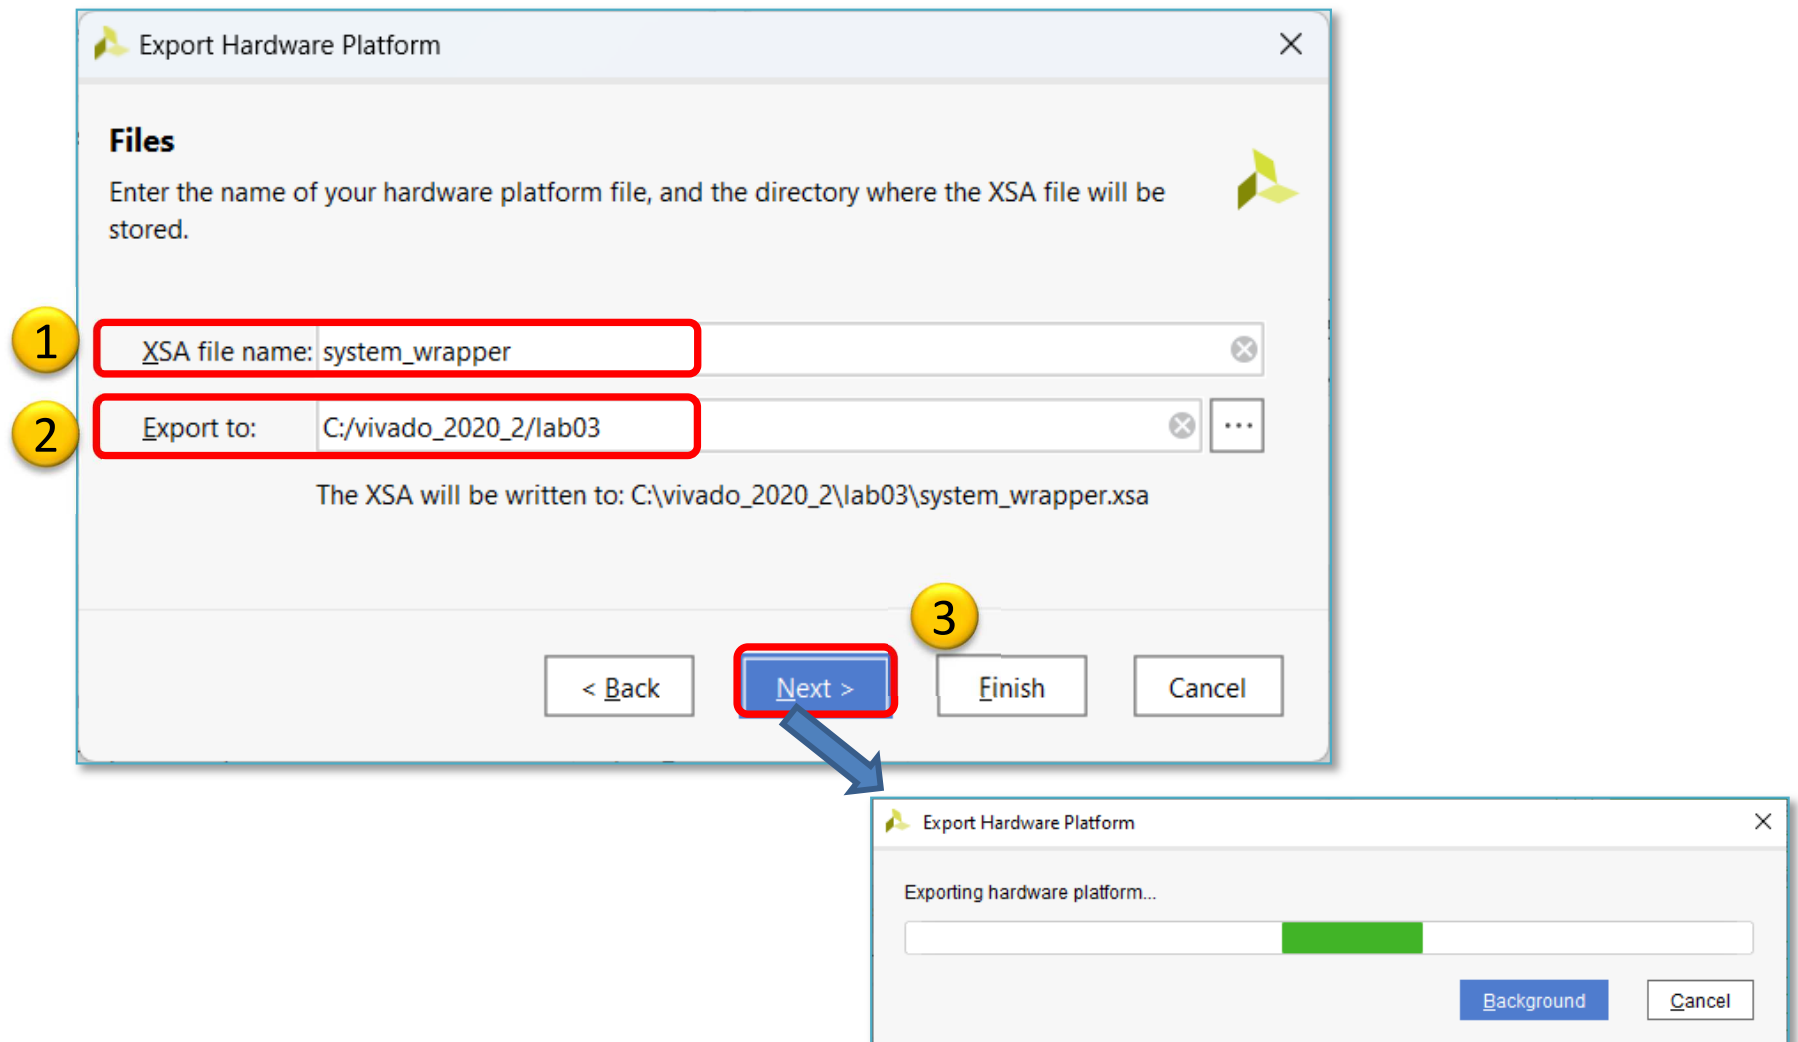 Export Hardware Platform
Files
Enter the name of your hardware platform file, and the directory where the XSA file will be
stored.
1
XSA file name: system_wrapper
2
Export to: C:/vivado_2020_2/lab03
...
The XSA will be written to: C:\vivado_2020_2\lab03\system_wrapper.xsa
3
< Back Next > Finish Cancel
Export Hardware Platform
Exporting hardware platform...
Background Cancel